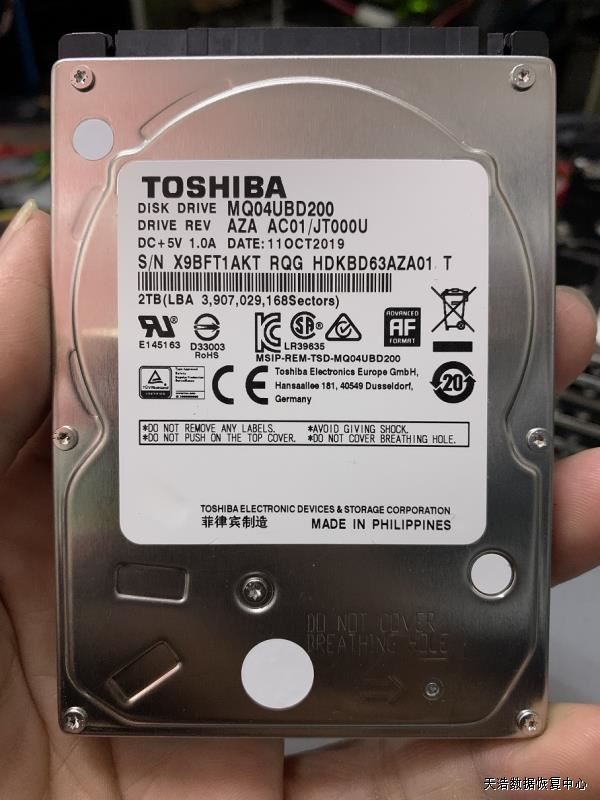 TOSHIBA
DISK DRIVE MQ04UBD200
DRIVE REV AZA AC01/JT000U
DC+5V 1.0A DATE:11OCT2019
S/N X9BFT1AKT RQG HDKBD63AZA01 T
2TB(LBA 3,907,029,168Sectors)
E145163
D33003
RoHS
LR39635
MSIP-REM-TSD-MQ04UBD200
ADVANCED
AF
FORMAT
Toshiba Electronics Europe GmbH,
Hansaallee 181, 40549 Dusseldorf,
Germany
CE
20
*DO NOT REMOVE ANY LABELS. *AVOID GIVING SHOCK.
*DO NOT PUSH ON THE TOP COVER. *DO NOT COVER BREATHING HOLE.
TOSHIBA ELECTRONIC DEVICES & STORAGE CORPORATION
菲律宾制造 MADE IN PHILIPPINES
DO NOT COVER
BREATHING HOLE
天浩数据恢复中心